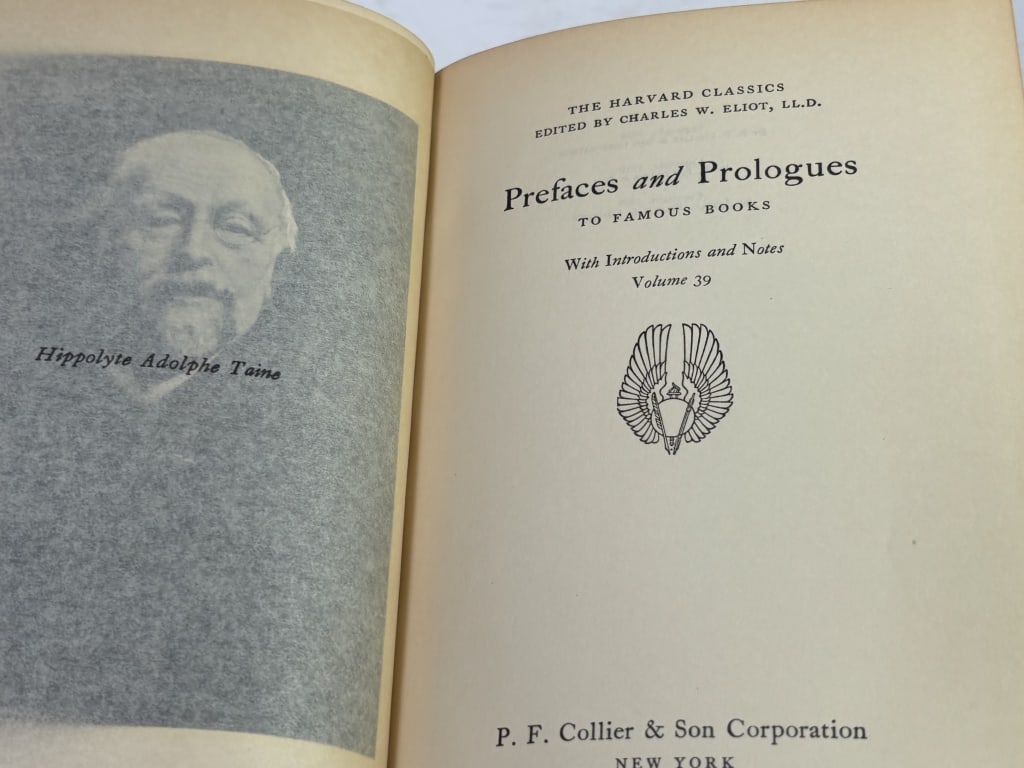 Hippolyte Adolphe Taine
THE HARVARD CLASSICS
EDITED BY CHARLES W. ELIOT, LL.D.
Prefaces and Prologues
TO FAMOUS BOOKS
With Introductions and Notes
Volume 39
P. F. Collier & Son Corporation
NEW YORK